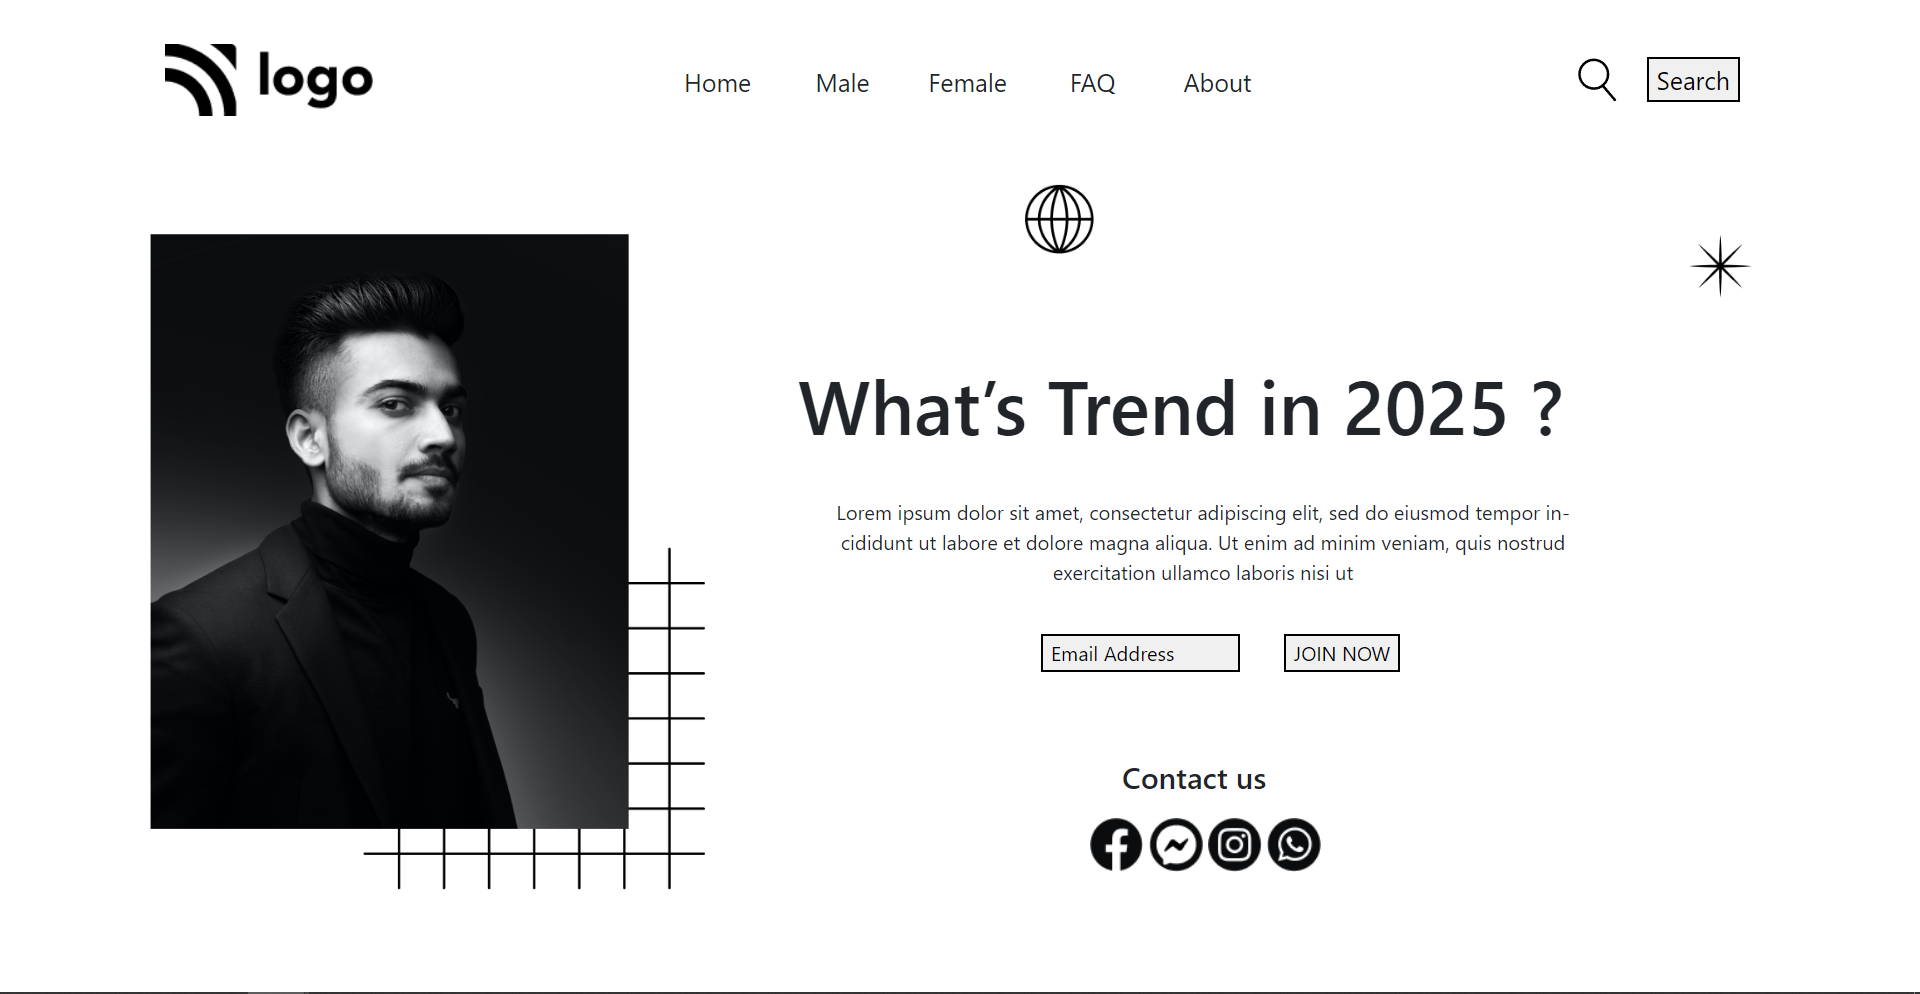 logo
Home Male Female FAQ About
Search
What’s Trend in 2025 ?
Lorem ipsum dolor sit amet, consectetur adipiscing elit, sed do eiusmod tempor in-
cididunt ut labore et dolore magna aliqua. Ut enim ad minim veniam, quis nostrud
exercitation ullamco laboris nisi ut
Email Address
JOIN NOW
Contact us